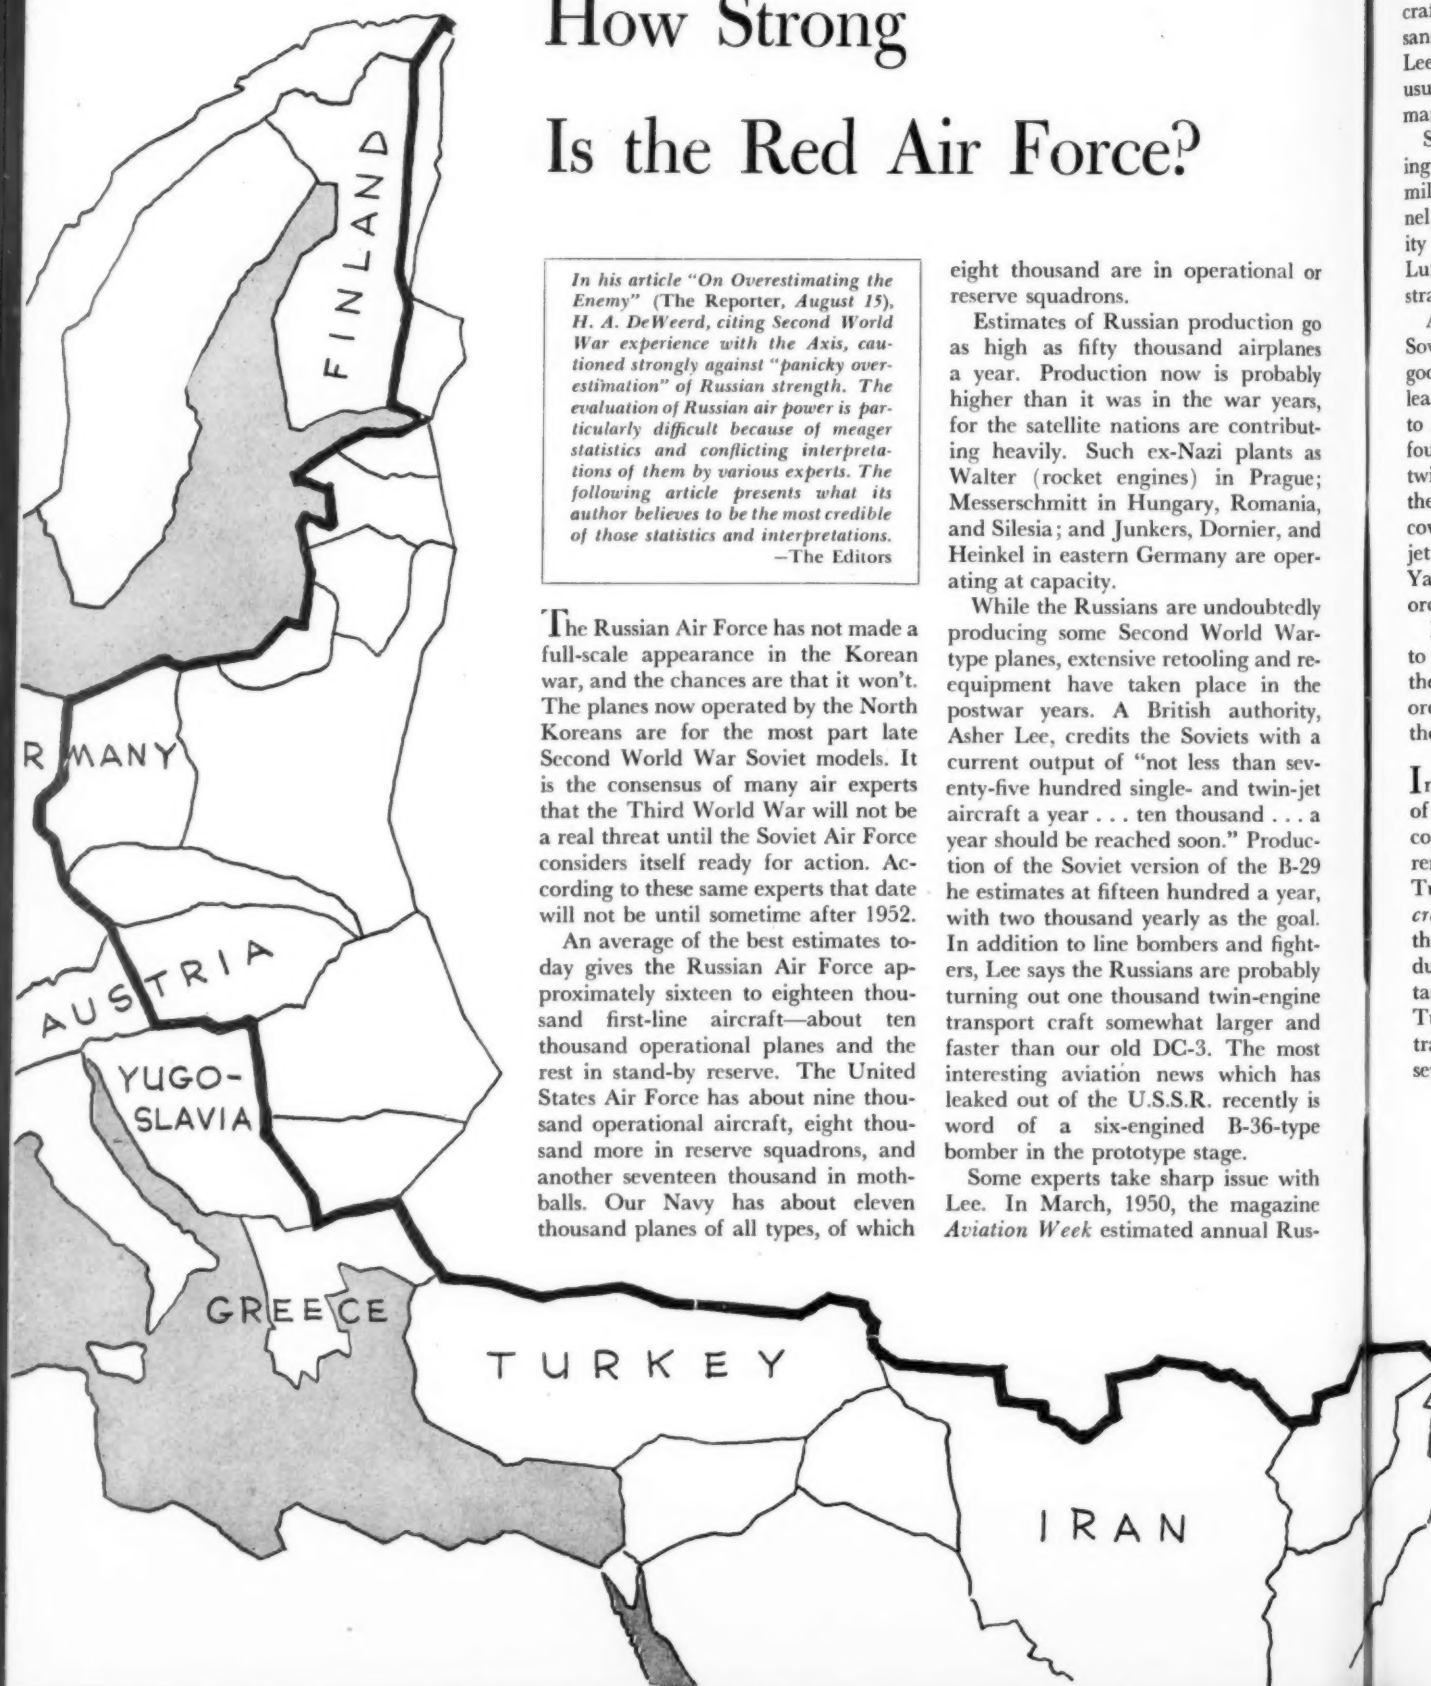 How Strong
Is the Red Air Force?
In his article “On Overestimating the
Enemy” (The Reporter, August 15),
H. A. DeWeerd, citing Second World
War experience with the Axis, cau-
tioned strongly against “panicky over-
estimation” of Russian strength. The
evaluation of Russian air power is par-
ticularly difficult because of meager
statistics and conflicting interpreta-
tions of them by various experts. The
following article presents what its
author believes to be the most credible
of those statistics and interpretations.
—The Editors
The Russian Air Force has not made a
full-scale appearance in the Korean
war, and the chances are that it won’t.
The planes now operated by the North
Koreans are for the most part late
Second World War Soviet models. It
is the consensus of many air experts
that the Third World War will not be
a real threat until the Soviet Air Force
considers itself ready for action. Ac-
cording to these same experts that date
will not be until sometime after 1952.
An average of the best estimates to-
day gives the Russian Air Force ap-
proximately sixteen to eighteen thou-
sand first-line aircraft—about ten
thousand operational planes and the
rest in stand-by reserve. The United
States Air Force has about nine thou-
sand operational aircraft, eight thou-
sand more in reserve squadrons, and
another seventeen thousand in moth-
balls. Our Navy has about eleven
thousand planes of all types, of which
eight thousand are in operational or
reserve squadrons.
Estimates of Russian production go
as high as fifty thousand airplanes
a year. Production now is probably
higher than it was in the war years,
for the satellite nations are contribut-
ing heavily. Such ex-Nazi plants as
Walter (rocket engines) in Prague;
Messerschmitt in Hungary, Romania,
and Silesia; and Junkers, Dornier, and
Heinkel in eastern Germany are oper-
ating at capacity.
While the Russians are undoubtedly
producing some Second World War-
type planes, extensive retooling and re-
equipment have taken place in the
postwar years. A British authority,
Asher Lee, credits the Soviets with a
current output of “not less than sev-
enty-five hundred single- and twin-jet
aircraft a year . . . ten thousand . . . a
year should be reached soon.” Produc-
tion of the Soviet version of the B-29
he estimates at fifteen hundred a year,
with two thousand yearly as the goal.
In addition to line bombers and fight-
ers, Lee says the Russians are probably
turning out one thousand twin-engine
transport craft somewhat larger and
faster than our old DC-3. The most
interesting aviation news which has
leaked out of the U.S.S.R. recently is
word of a six-engined B-36-type
bomber in the prototype stage.
Some experts take sharp issue with
Lee. In March, 1950, the magazine
Aviation Week estimated annual Rus-
FINLAND
RMANY
AUSTRIA
YUGO-
SLAVIA
GREECE
TURKEY
IRAN